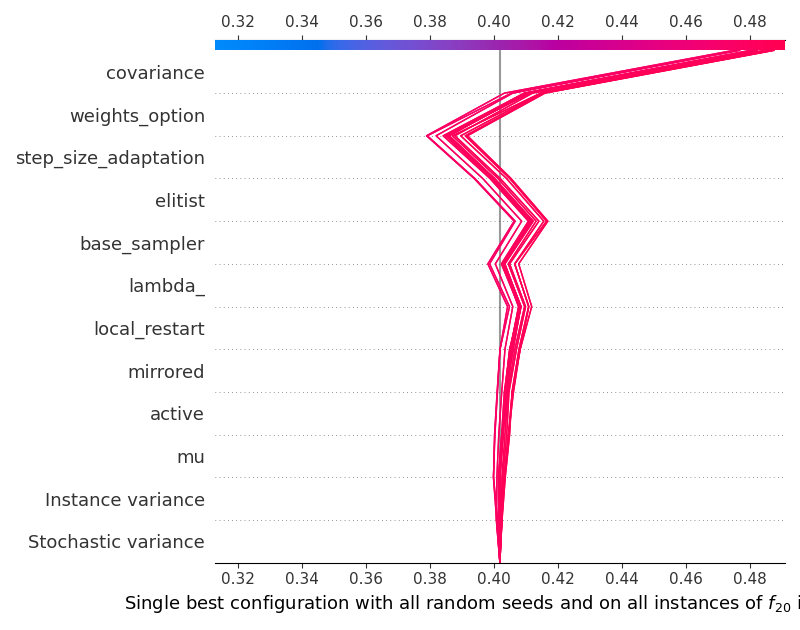 0.32 0.34 0.36 0.38 0.40 0.42 0.44 0.46 0.48
covariance
weights_option
step_size_adaptation
elitist
base_sampler
lambda_
local_restart
mirrored
active
mu
Instance variance
Stochastic variance
0.32 0.34 0.36 0.38 0.40 0.42 0.44 0.46 0.48
Single best configuration with all random seeds and on all instances of f₂₀ i